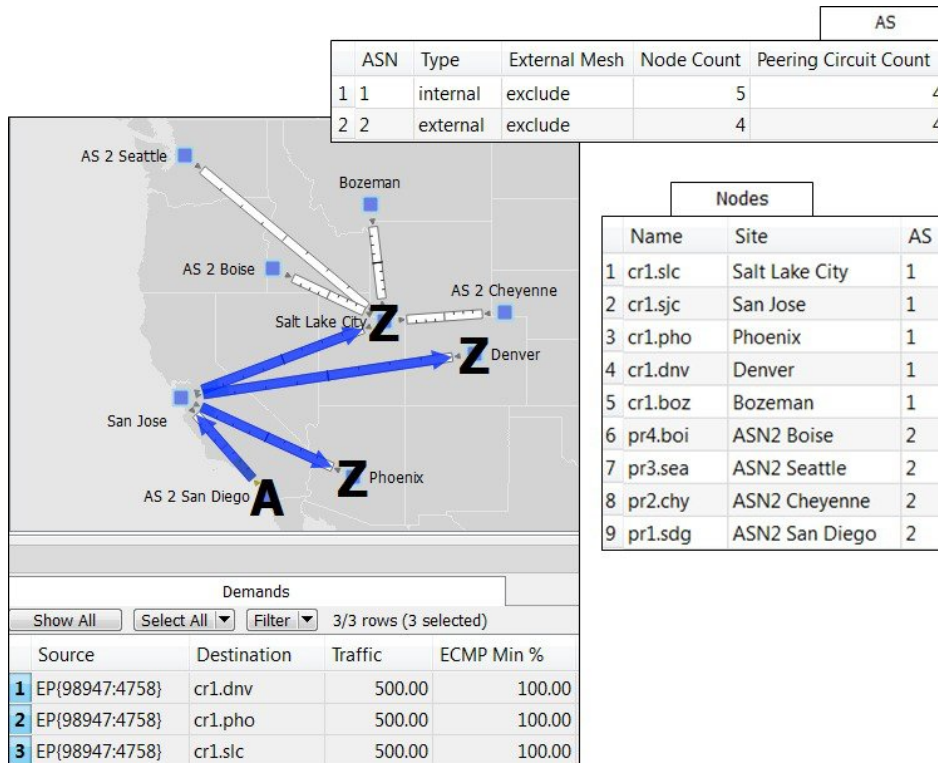 AS
ASN Type External Mesh Node Count Peering Circuit Count
1 1 internal exclude 5 4
2 2 external exclude 4 4
AS 2 Seattle
Bozeman
AS 2 Boise
AS 2 Cheyenne
Salt Lake City Z
Z Denver
San Jose
Z Phoenix
AS 2 San Diego A
Nodes
Name Site AS
1 cr1.slc Salt Lake City 1
2 cr1.sjc San Jose 1
3 cr1.pho Phoenix 1
4 cr1.dnv Denver 1
5 cr1.boz Bozeman 1
6 pr4.boi ASN2 Boise 2
7 pr3.sea ASN2 Seattle 2
8 pr2.chy ASN2 Cheyenne 2
9 pr1.sdg ASN2 San Diego 2
Demands
Show All Select All Filter 3/3 rows (3 selected)
Source Destination Traffic ECMP Min %
1 EP{98947:4758} cr1.dnv 500.00 100.00
2 EP{98947:4758} cr1.pho 500.00 100.00
3 EP{98947:4758} cr1.slc 500.00 100.00